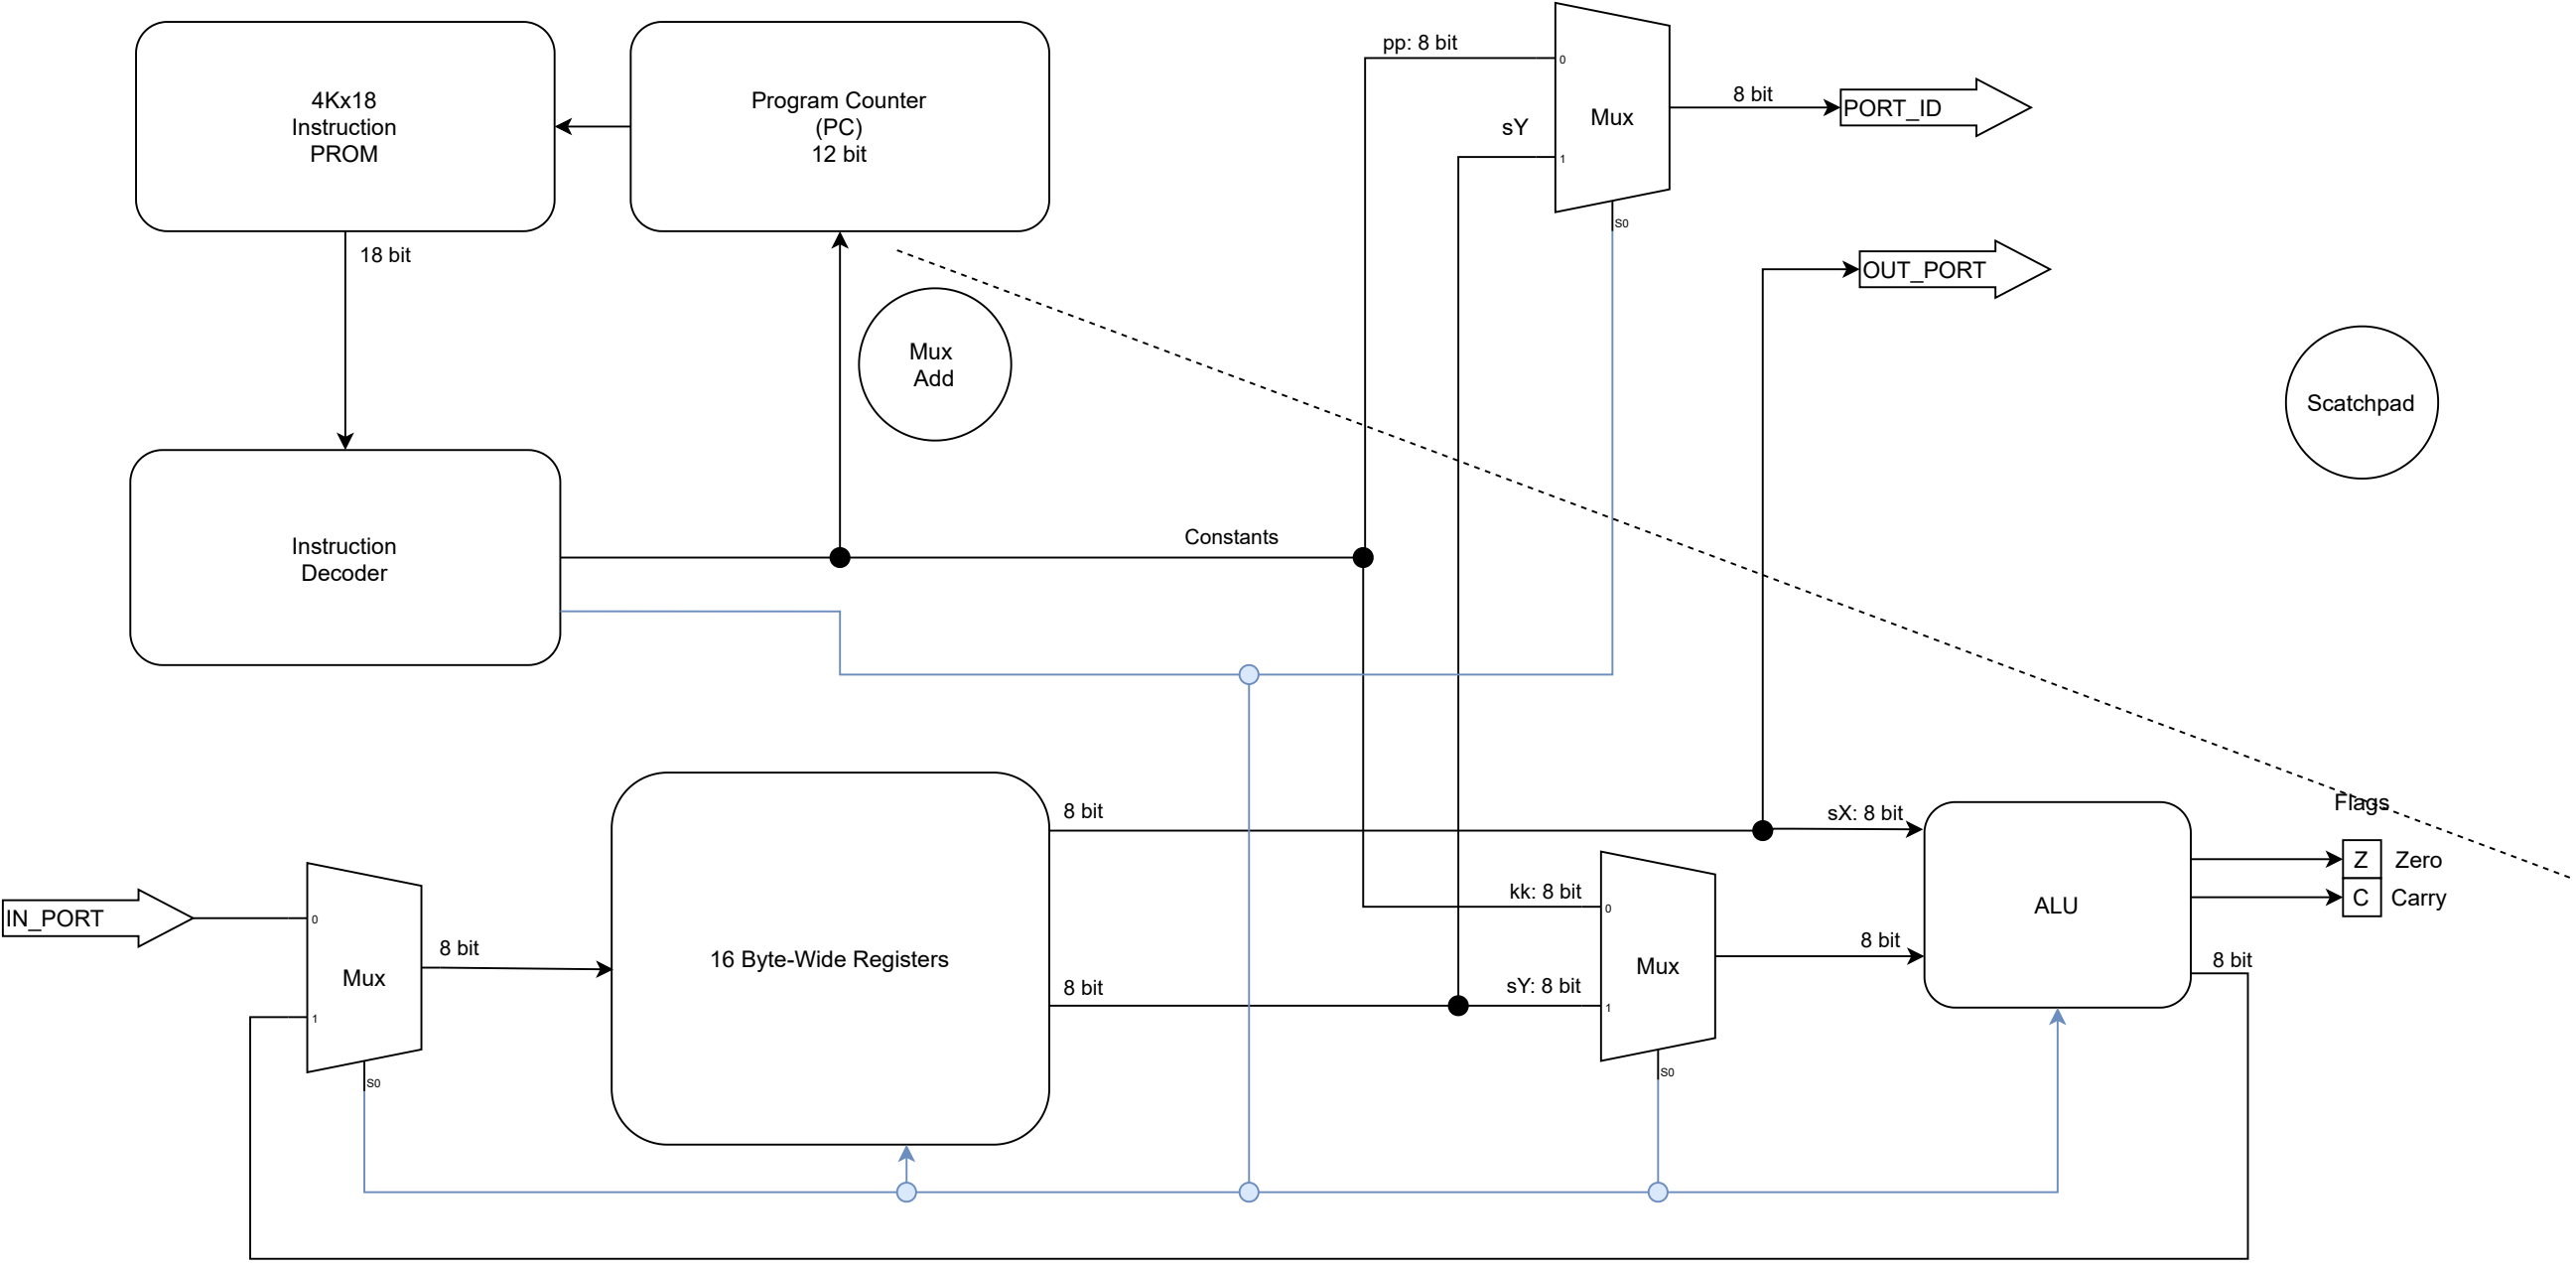 4Kx18
Instruction
PROM
Program Counter
(PC)
12 bit
pp: 8 bit
0
sY
1
Mux
S0
8 bit
PORT_ID
18 bit
OUT_PORT
Mux
Add
Scatchpad
Instruction
Decoder
Constants
8 bit
sX: 8 bit
Flags
Z
Zero
C
Carry
kk: 8 bit
0
ALU
IN_PORT
0
8 bit
Mux
1
S0
16 Byte-Wide Registers
8 bit
sY: 8 bit
1
Mux
S0
8 bit
8 bit